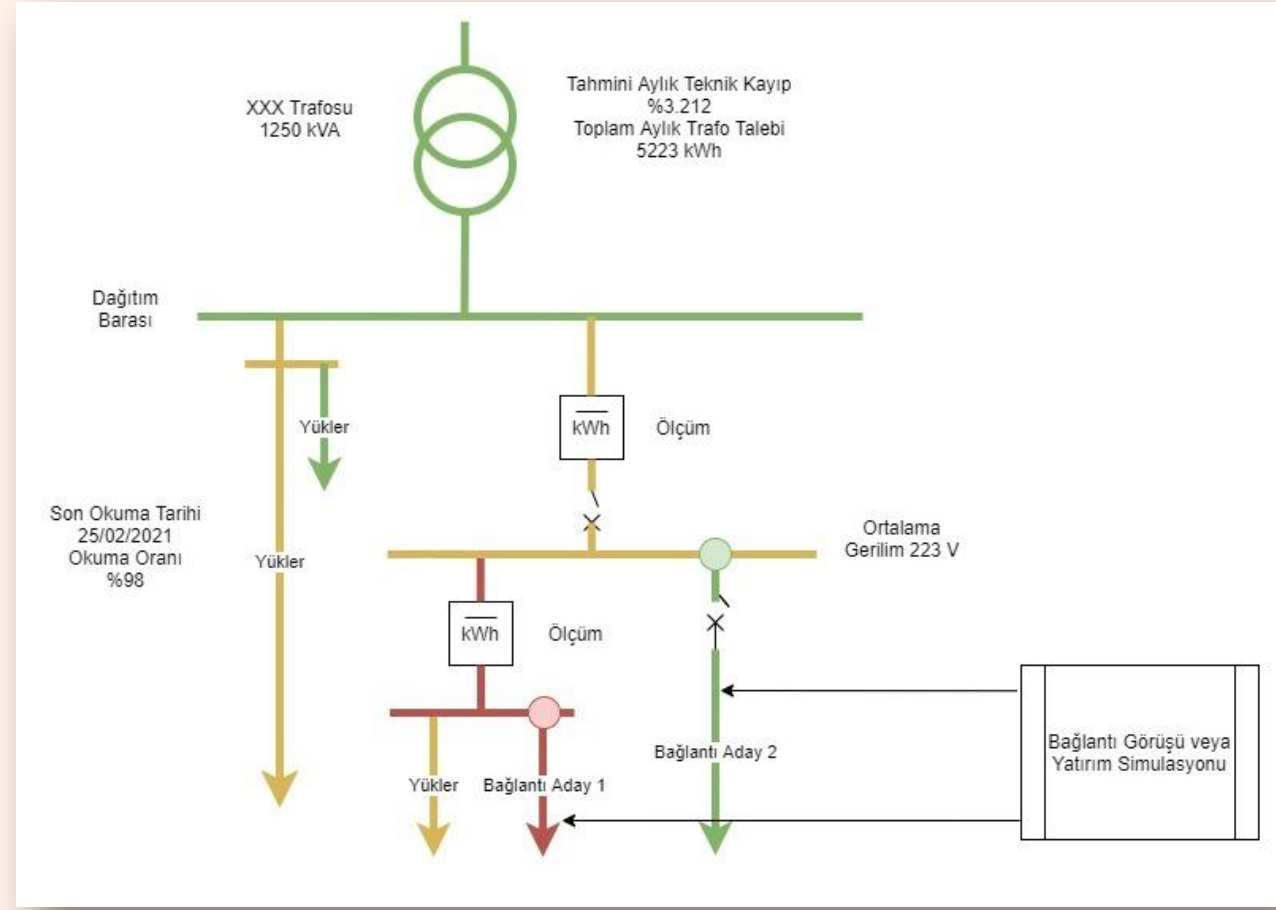 XXX Trafosu
1250 kVA
Tahmini Aylık Teknik Kayıp
%3.212
Toplam Aylık Trafo Talebi
5223 kWh
Dağıtım
Barası
Yükler
kWh
Ölçüm
Son Okuma Tarihi
25/02/2021
Okuma Oranı
%98
Yükler
Ortalama
Gerilim 223 V
kWh
Ölçüm
Yükler
Bağlantı Aday 1
Bağlantı Aday 2
Bağlantı Görüşü veya
Yatırım Simulasyonu